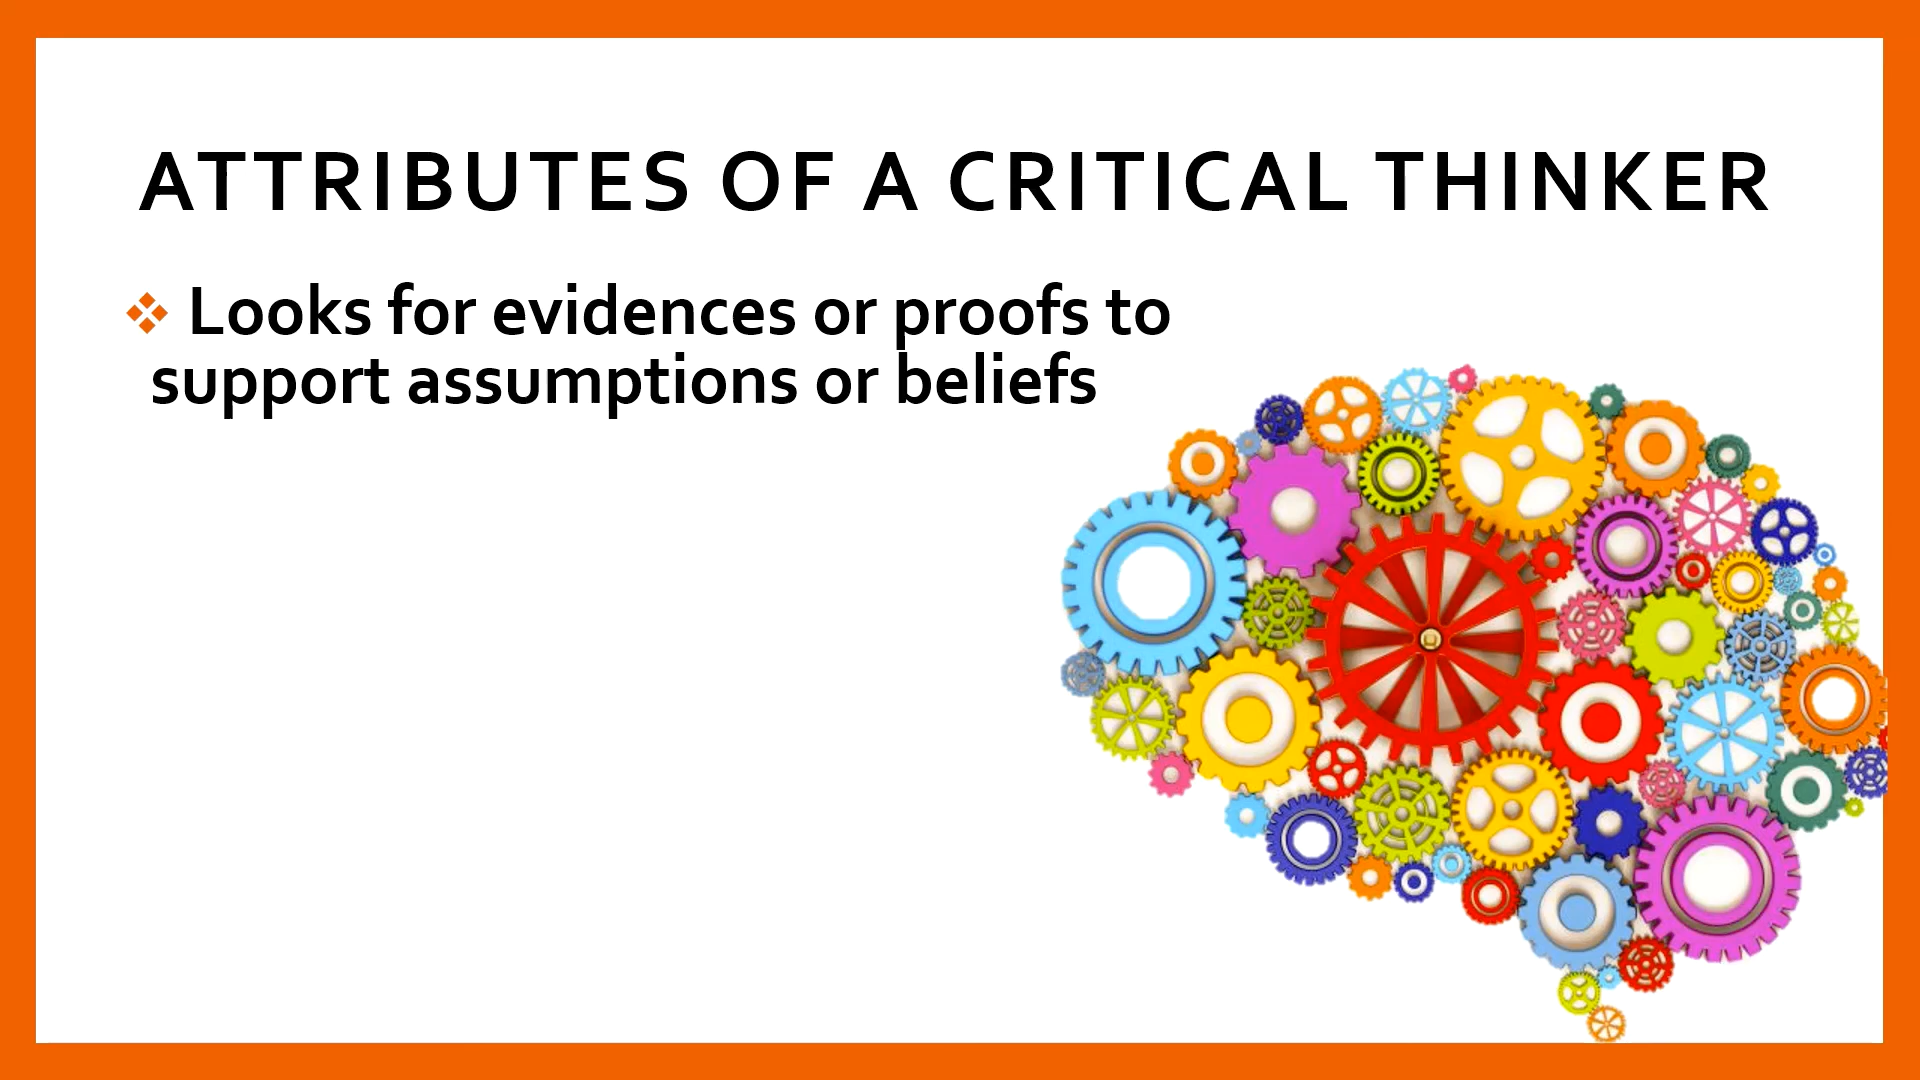 ATTRIBUTES OF A CRITICAL THINKER
❖ Looks for evidences or proofs to
support assumptions or beliefs